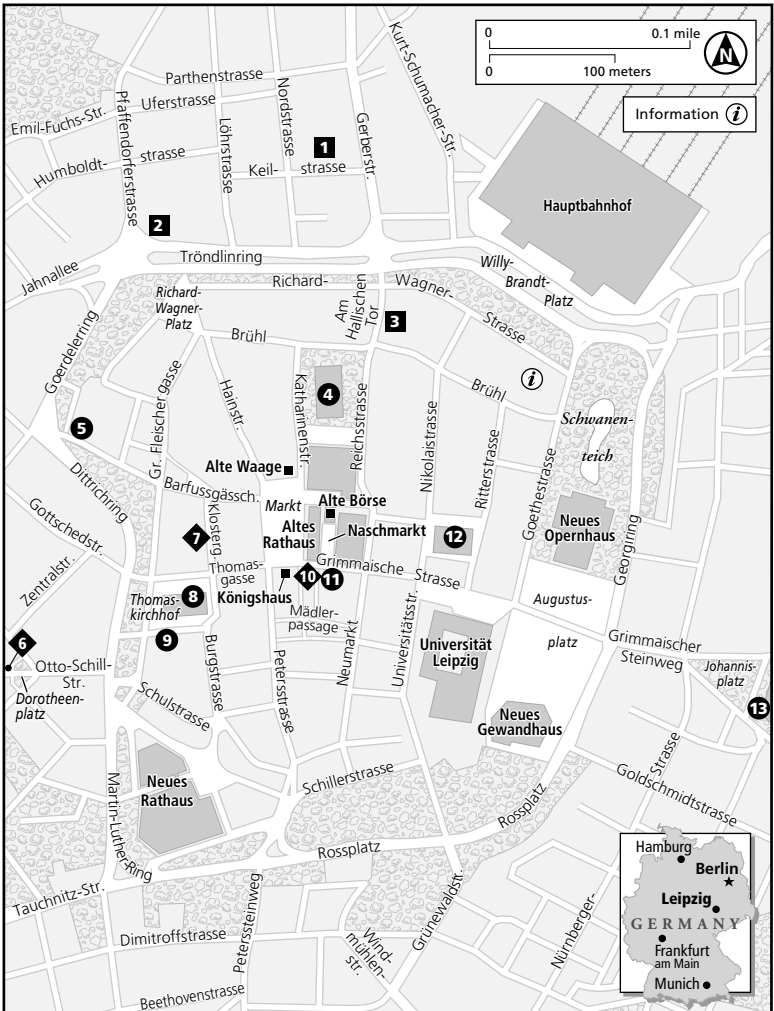 0 0.1 mile
0 100 meters
N
Information i
Parthenstrasse
Uferstrasse
Emil-Fuchs-Str.
Pfaffendorferstrasse
Löhrstrasse
Nordstrasse
Gerberstr.
Kurt-Schumacher-Str.
Humboldt-
strasse
1
Keil-
strasse
Hauptbahnhof
2
Tröndlinring
Jahnallee
Willy-
Brandt-
Platz
Richard-
Wagner-
Strasse
Richard-
Wagner-
Platz
Am
Hallischen
Tor
3
Goerdelerring
Brühl
Brühl
i
Gr. Fleischer gasse
Hainstr.
Katharinenstr.
4
Reichsstrasse
Nikolaistrasse
Ritterstrasse
Goethestrasse
Schwanen-
teich
5
Dittrichring
Alte Waage
Barfussgässch.
Markt
Alte Börse
Altes
Rathaus
Naschmarkt
12
Neues
Opernhaus
Georgiring
Gottschedstr.
7
Klosterg.
Zentralstr.
Thomas-
gasse
Grimmaische
Strasse
10
11
Königshaus
8
Thomas-
kirchhof
Mädler-
passage
Augustus-
platz
9
Burgstrasse
Petersstrasse
Neumarkt
Universitätsstr.
Universität
Leipzig
Grimmaischer
Steinweg
Johannis-
platz
6
Otto-Schill-
Str.
Dorotheen-
platz
Schulstrasse
Neues
Gewandhaus
13
Neues
Rathaus
Schillerstrasse
Strasse
Goldschmidtstrasse
Martin-Luther-Ring
Rossplatz
Rossplatz
Tauchnitz-Str.
Peterssteinweg
Grünewaldstr.
Nürnberger-
Dimitroffstrasse
Wind-
mühlen-
str.
Beethovenstrasse
Hamburg
Berlin
Leipzig
GERMANY
Frankfurt
am Main
Munich